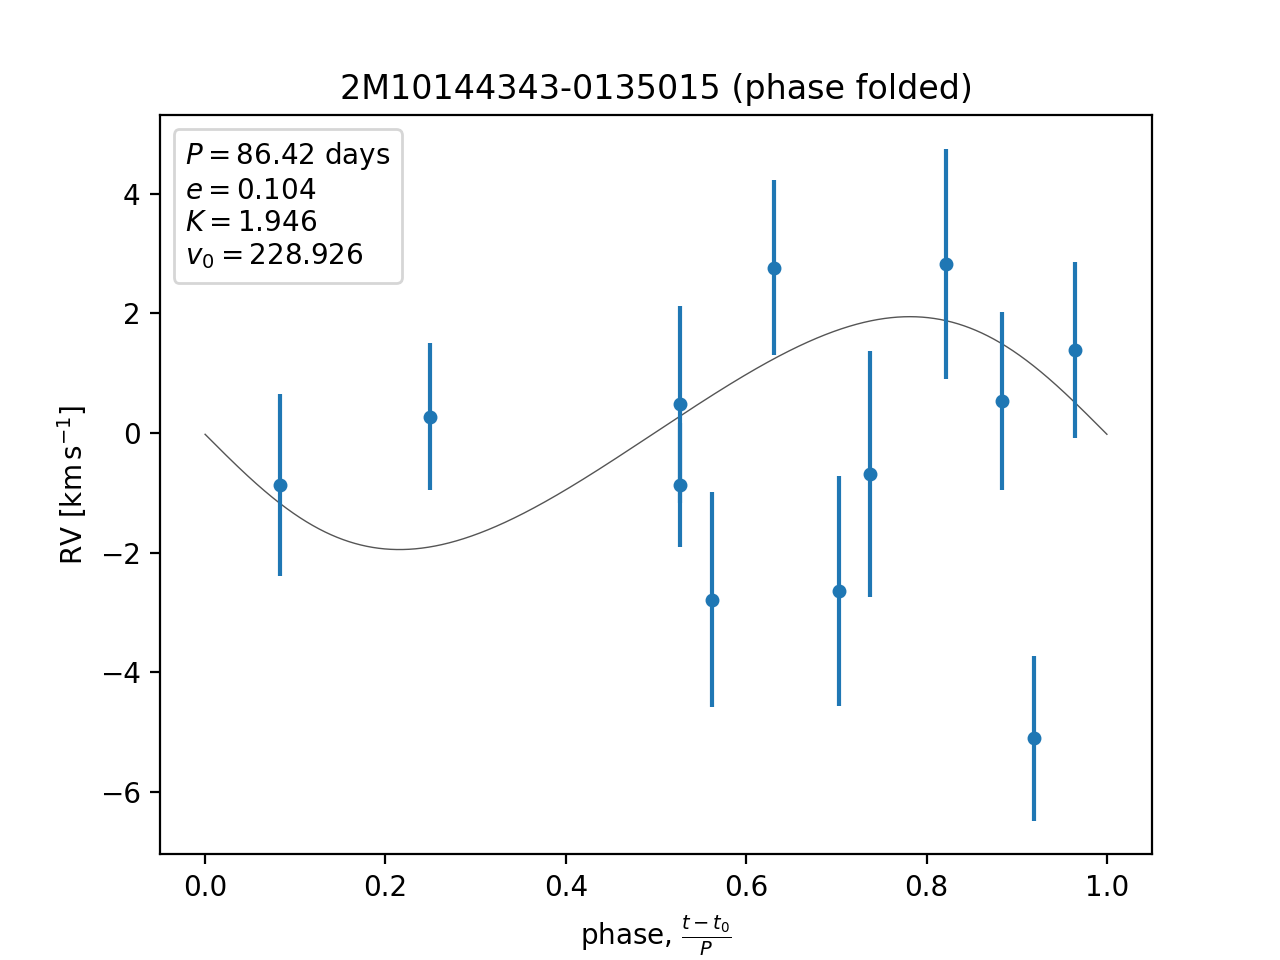 2M10144343-0135015 (phase folded)
P = 86.42 days
e = 0.104
K = 1.946
v₀ = 228.926
4
2
0
−2
−4
−6
RV [km s⁻¹]
0.0 0.2 0.4 0.6 0.8 1.0
phase, (t − t₀)/P